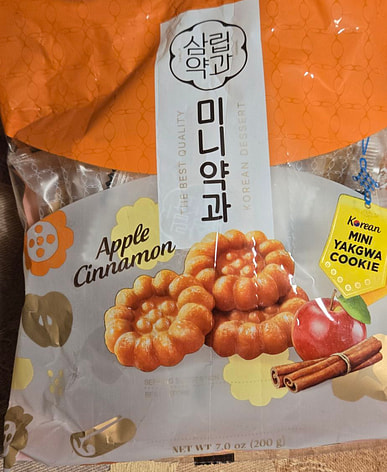 삼립
약과
미니약과
THE BEST QUALITY
KOREAN DESSERT
Apple
Cinnamon
Korean
MINI
YAKGWA
COOKIE
NET WT 7.0 oz (200 g)